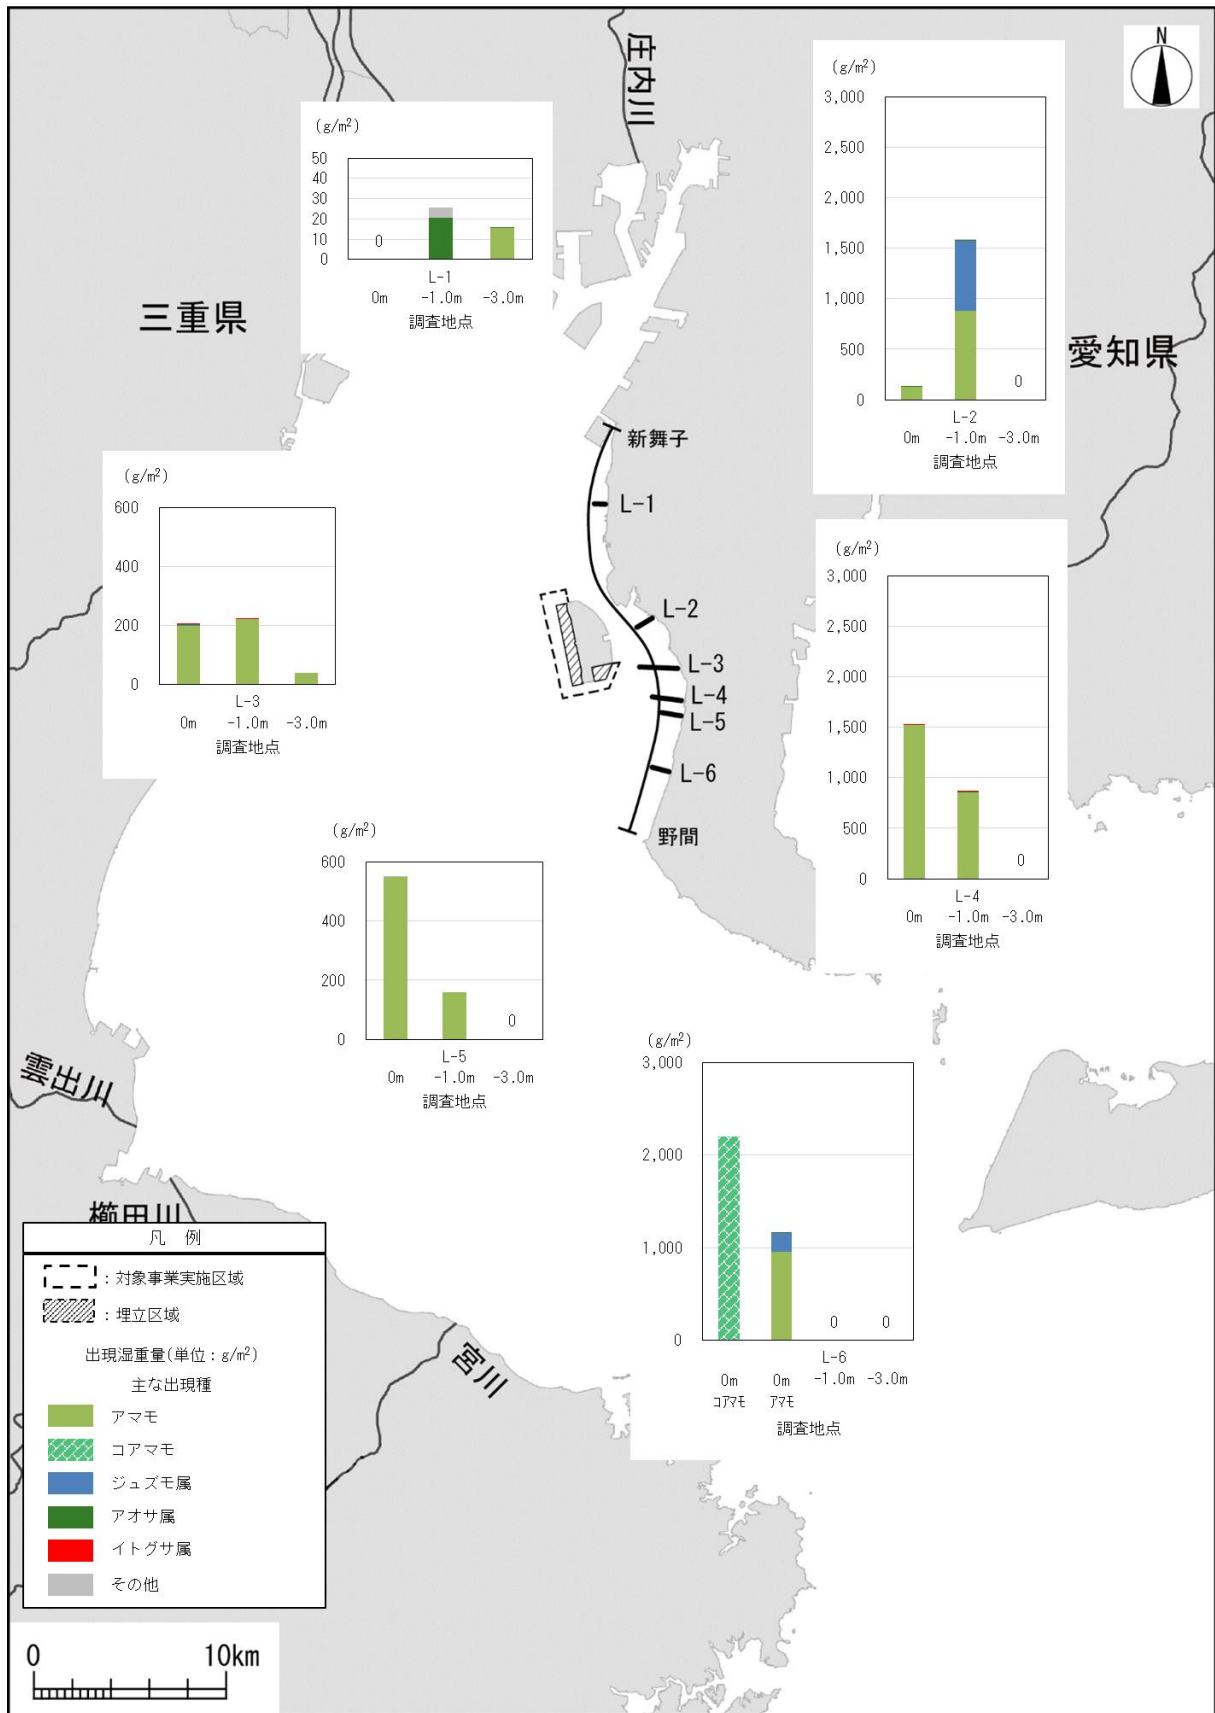 N
庄内川
(g/m²)
50
40
30
20
10
0
0
L-1
0m -1.0m -3.0m
調査地点
(g/m²)
3,000
2,500
2,000
1,500
1,000
500
0
0
L-2
0m -1.0m -3.0m
調査地点
三重県
愛知県
新舞子
L-1
L-2
L-3
L-4
L-5
L-6
野間
(g/m²)
600
400
200
0
L-3
0m -1.0m -3.0m
調査地点
(g/m²)
3,000
2,500
2,000
1,500
1,000
500
0
0
L-4
0m -1.0m -3.0m
調査地点
(g/m²)
600
400
200
0
0
L-5
0m -1.0m -3.0m
調査地点
(g/m²)
3,000
2,000
1,000
0
0 0
L-6
0m 0m -1.0m -3.0m
コアマモ アマモ
調査地点
雲出川
櫛田川
宮川
凡 例
:対象事業実施区域
:埋立区域
出現湿重量(単位:g/m²)
主な出現種
アマモ
コアマモ
ジュズモ属
アオサ属
イトグサ属
その他
0 10km